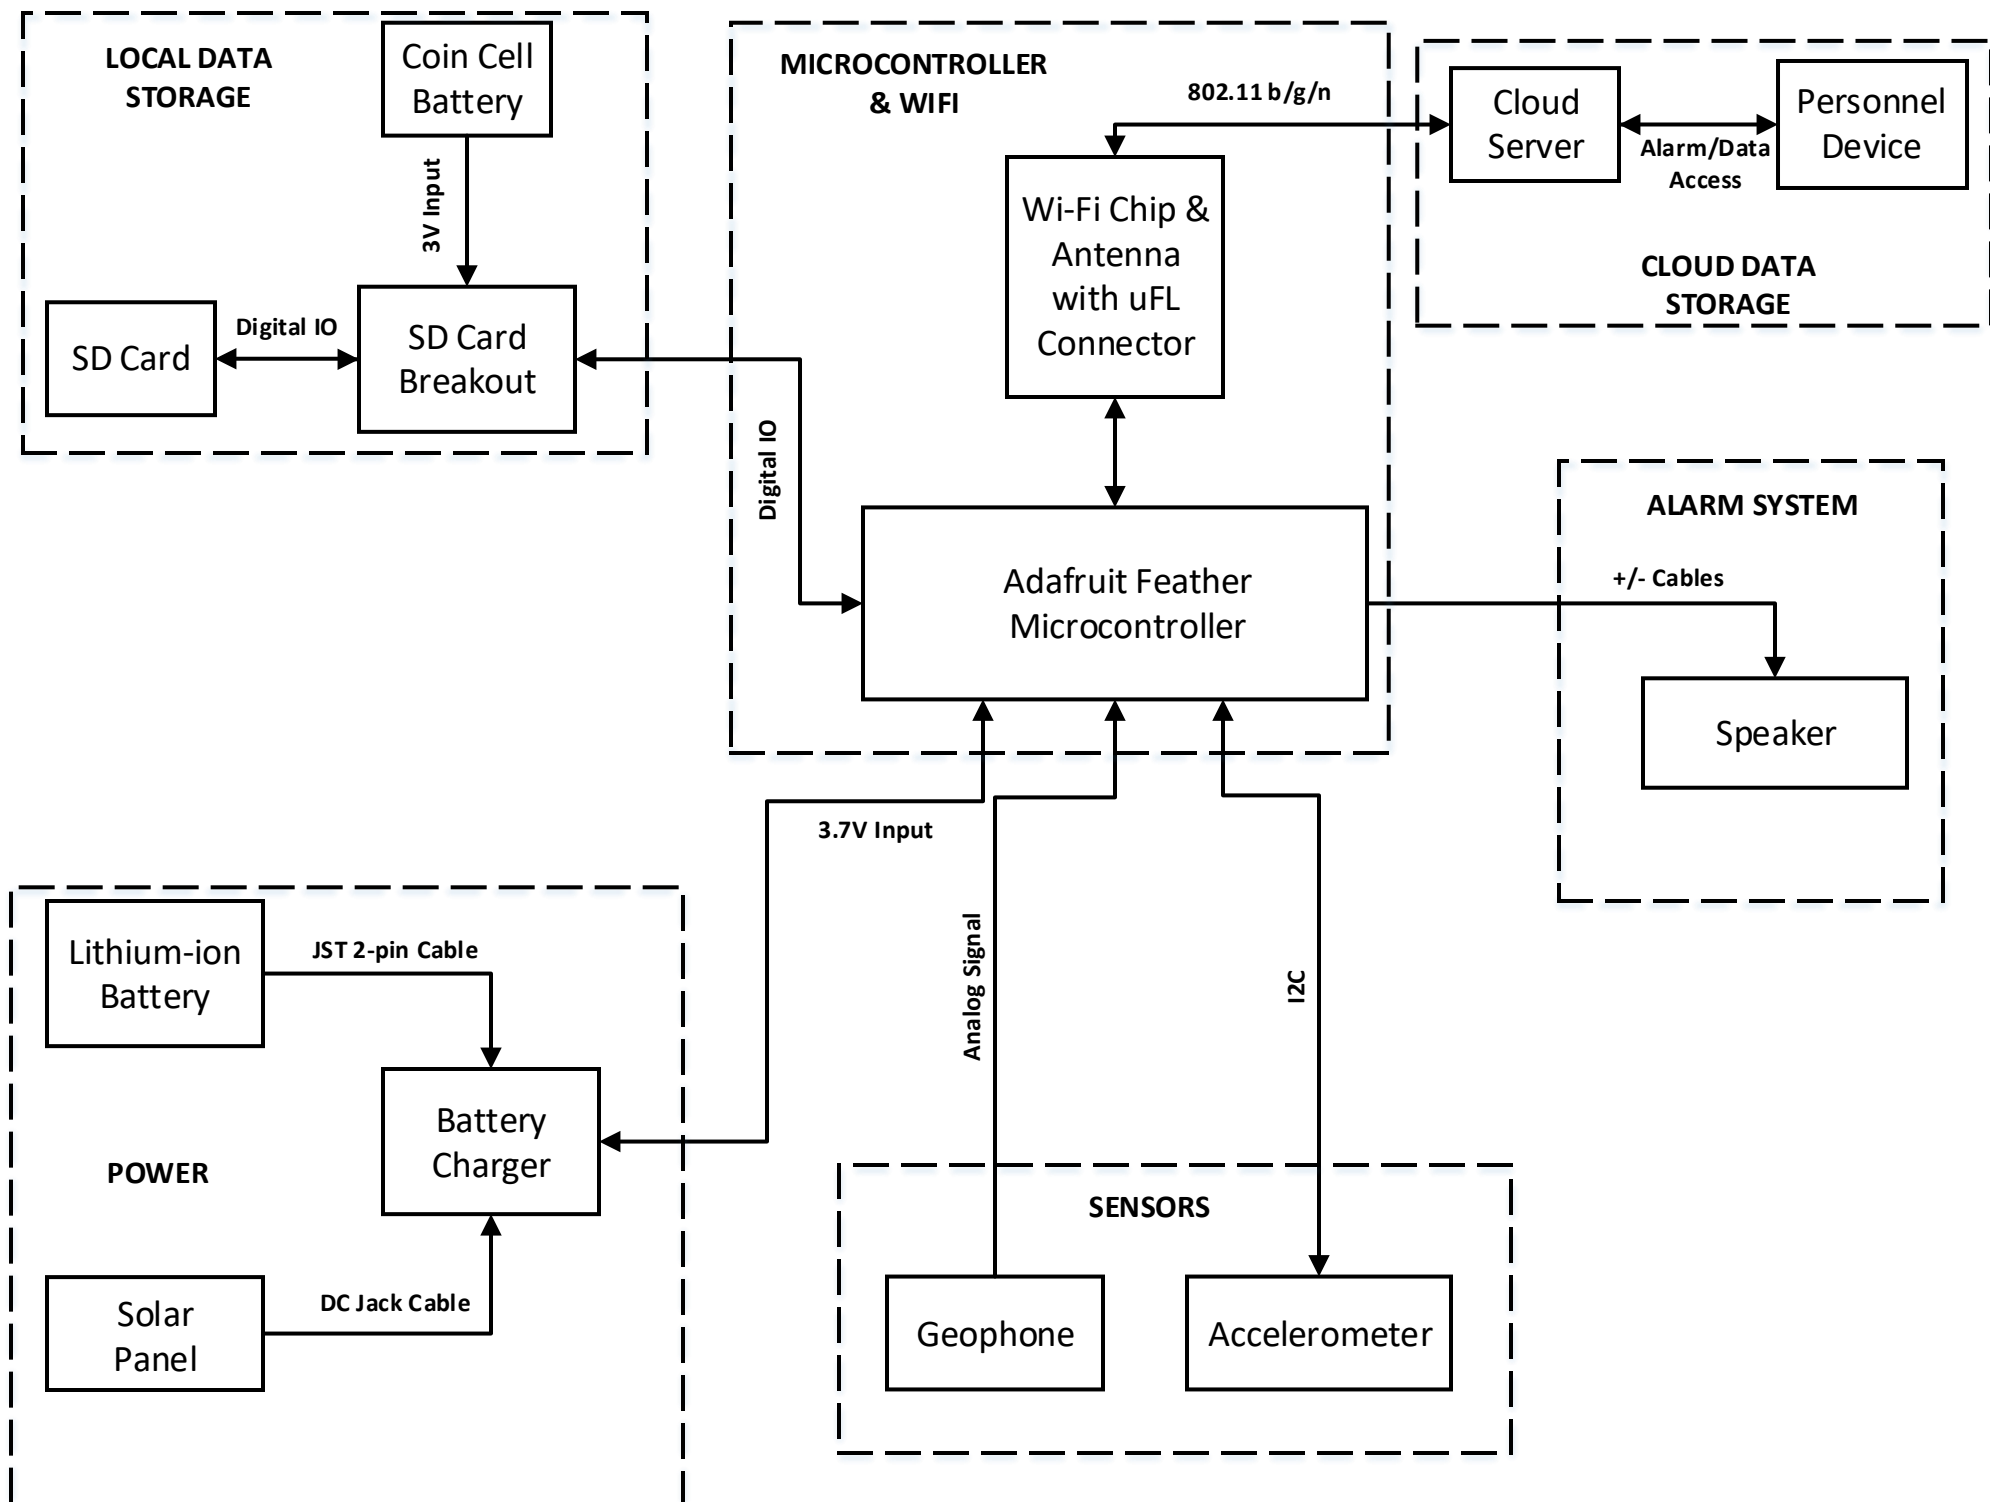 LOCAL DATA
STORAGE
Coin Cell
Battery
3V Input
SD Card
Digital IO
SD Card
Breakout
MICROCONTROLLER
& WIFI
802.11 b/g/n
Wi-Fi Chip &
Antenna
with uFL
Connector
Digital IO
Adafruit Feather
Microcontroller
Cloud
Server
Alarm/Data
Access
Personnel
Device
CLOUD DATA
STORAGE
ALARM SYSTEM
+/- Cables
Speaker
3.7V Input
Lithium-ion
Battery
JST 2-pin Cable
Battery
Charger
POWER
Solar
Panel
DC Jack Cable
Analog Signal
I2C
SENSORS
Geophone
Accelerometer